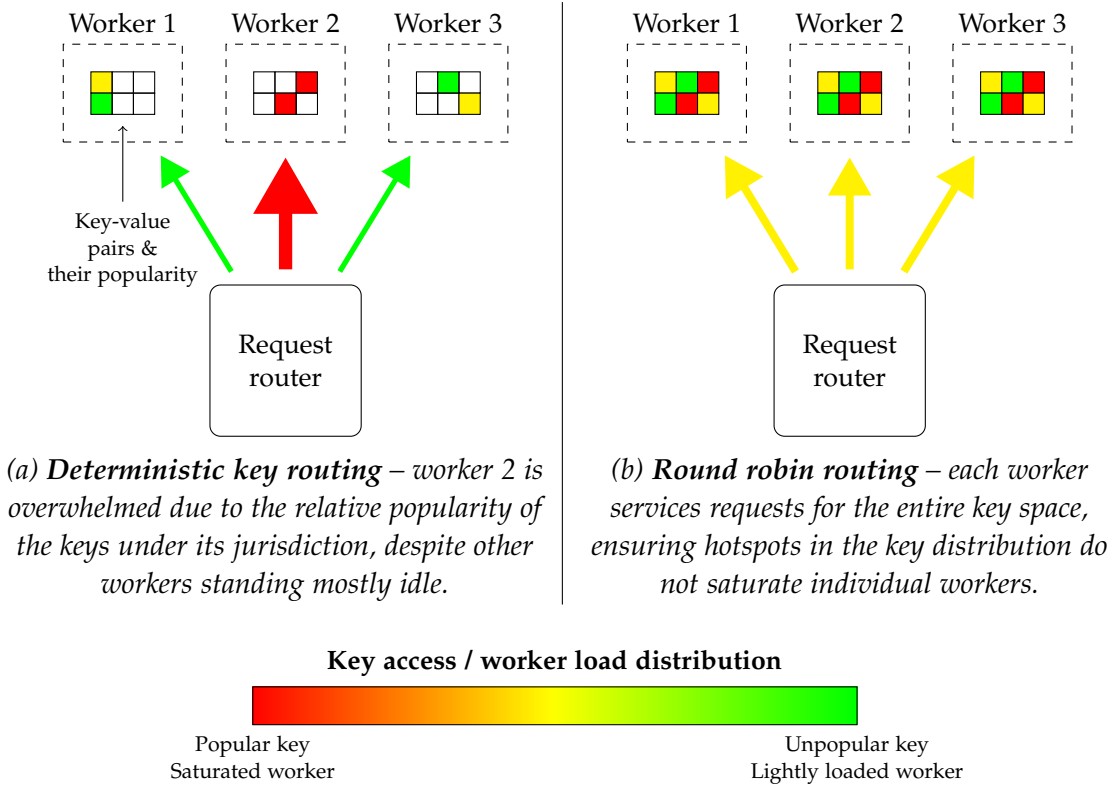 Worker 1
Worker 2
Worker 3
Key-value
pairs &
their popularity
Request
router
(a) Deterministic key routing – worker 2 is
overwhelmed due to the relative popularity of
the keys under its jurisdiction, despite other
workers standing mostly idle.
Worker 1
Worker 2
Worker 3
Request
router
(b) Round robin routing – each worker
services requests for the entire key space,
ensuring hotspots in the key distribution do
not saturate individual workers.
Key access / worker load distribution
Popular key
Saturated worker
Unpopular key
Lightly loaded worker